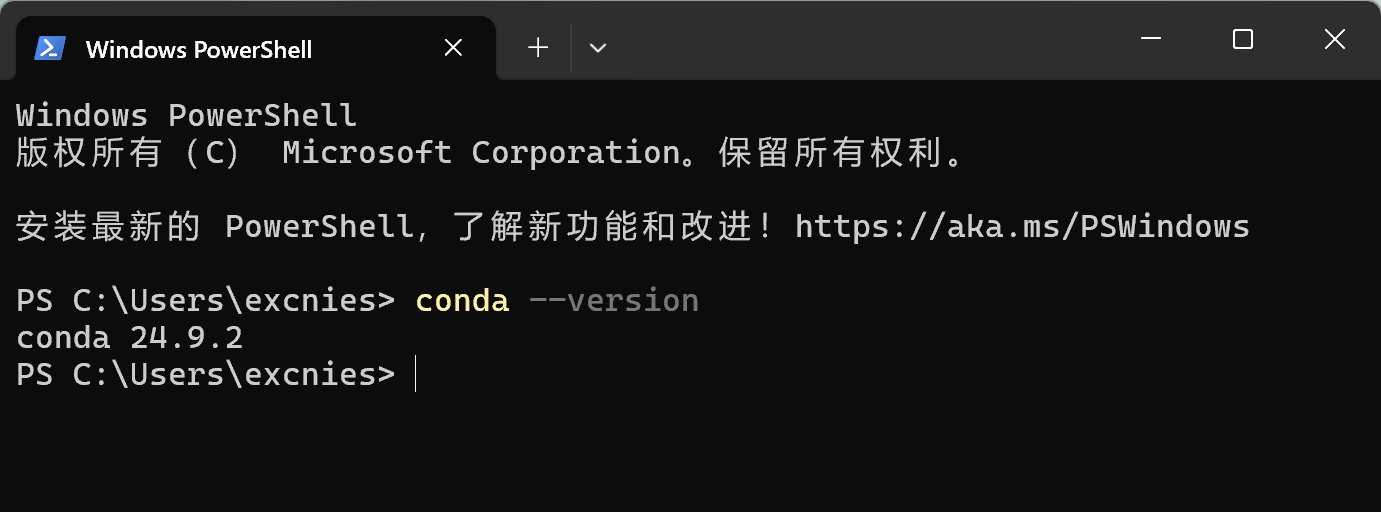 Windows PowerShell
Windows PowerShell
版权所有（C） Microsoft Corporation。保留所有权利。
安装最新的 PowerShell，了解新功能和改进！https://aka.ms/PSWindows
PS C:\Users\excnies> conda --version
conda 24.9.2
PS C:\Users\excnies>